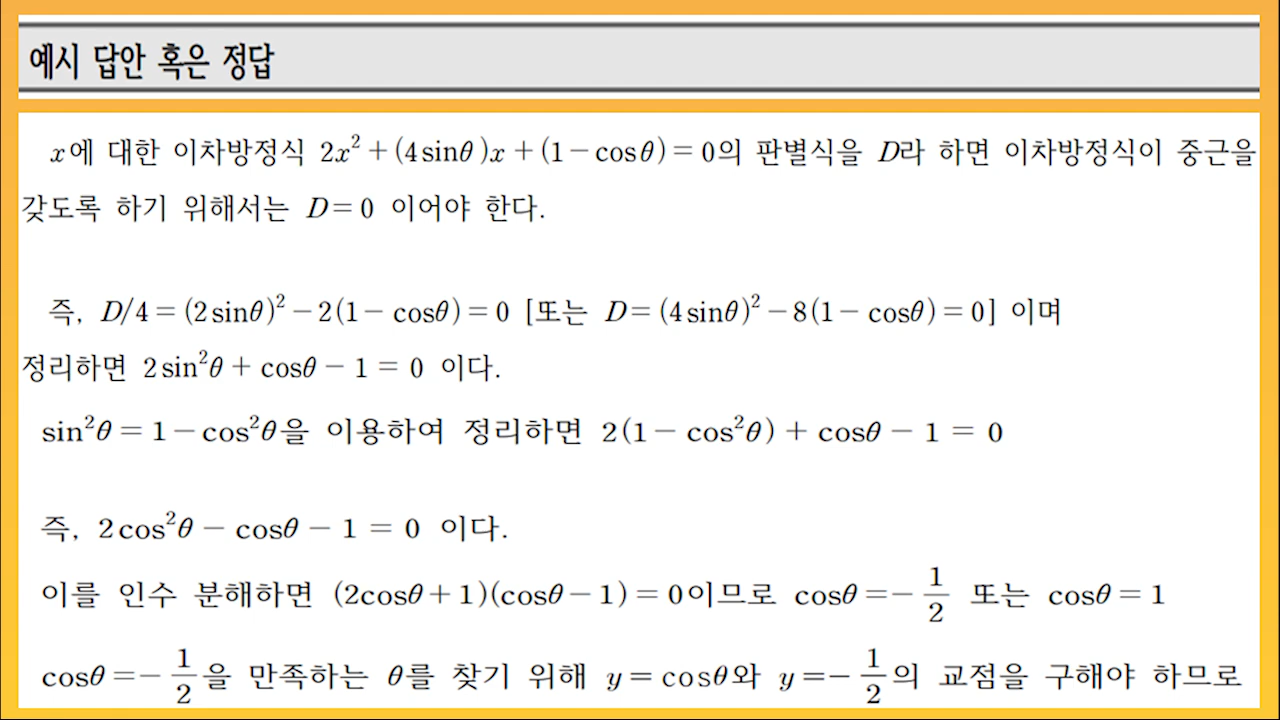 예시 답안 혹은 정답
x에 대한 이차방정식 2x² + (4sinθ)x + (1 − cosθ) = 0의 판별식을 D라 하면 이차방정식이 중근을
갖도록 하기 위해서는 D = 0 이어야 한다.
즉, D/4 = (2sinθ)² − 2(1 − cosθ) = 0 [또는 D = (4sinθ)² − 8(1 − cosθ) = 0] 이며
정리하면 2sin²θ + cosθ − 1 = 0 이다.
sin²θ = 1 − cos²θ을 이용하여 정리하면 2(1 − cos²θ) + cosθ − 1 = 0
즉, 2cos²θ − cosθ − 1 = 0 이다.
이를 인수 분해하면 (2cosθ + 1)(cosθ − 1) = 0이므로 cosθ = −1/2 또는 cosθ = 1
cosθ = −1/2을 만족하는 θ를 찾기 위해 y = cosθ와 y = −1/2의 교점을 구해야 하므로